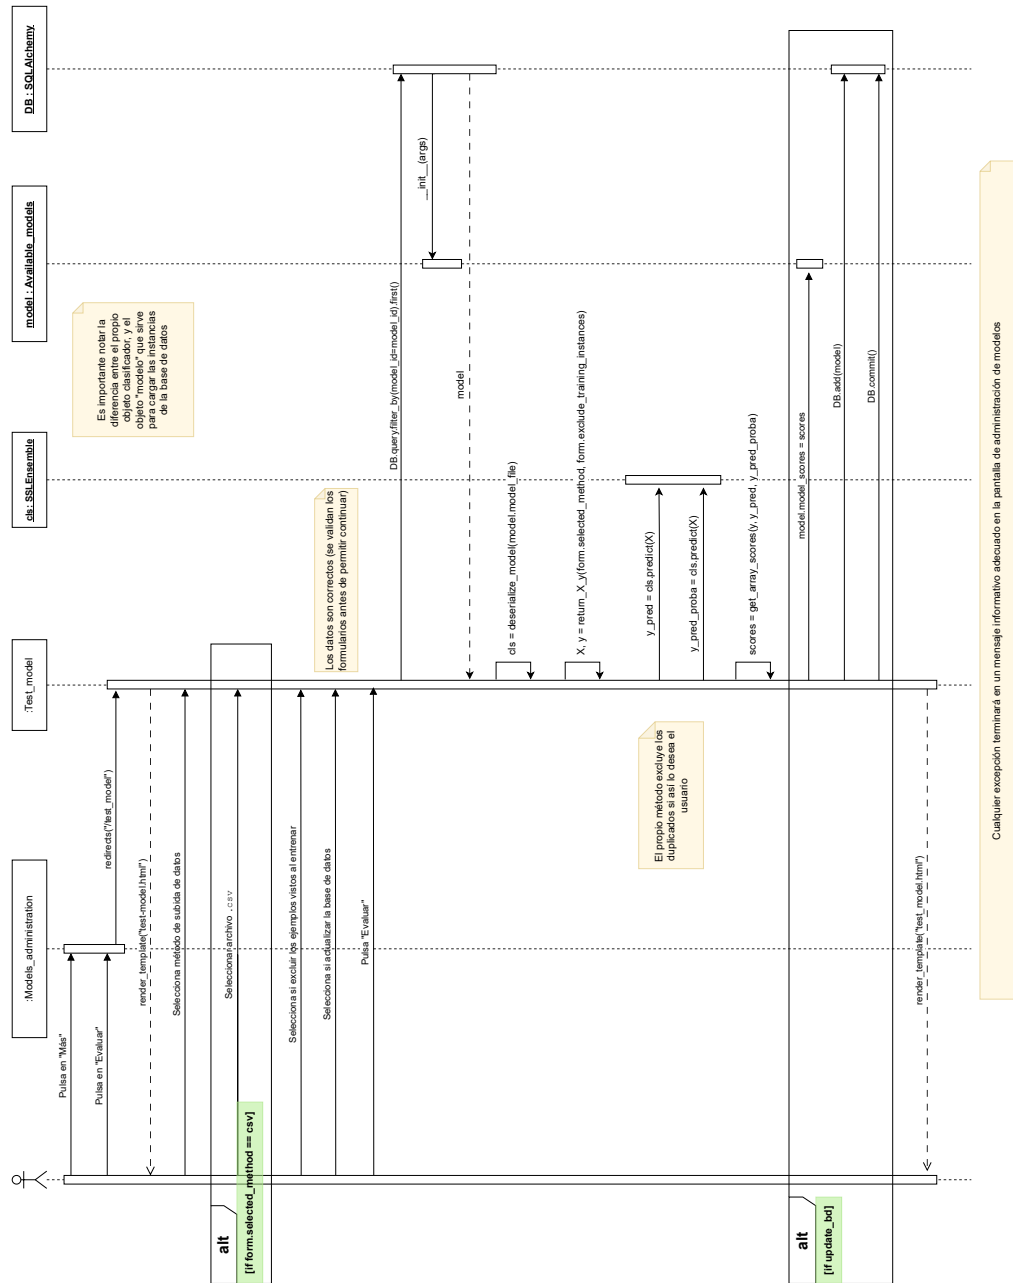 :Models_administration
:Test_model
cls: SSLEnsemble
model : Available_models
DB : SQLAlchemy
Pulsa en "Más"
Es importante notar la
diferencia entre el propio
objeto clasificador, y el
objeto "modelo" que sirve
para cargar las instancias
de la base de datos
Pulsa en "Evaluar"
redirects("/test_model")
render_template("test-model.html")
Selecciona método de subida de datos
alt
[if form.selected_method == csv]
Seleccionar archivo .csv
Selecciona si excluir los ejemplos vistos al entrenar
Los datos son correctos (se validan los
formularios antes de permitir continuar)
Selecciona si actualizar la base de datos
Pulsa "Evaluar"
DB.query.filter_by(model_id=model_id).first()
__init__(args)
model
cls = deserialize_model(model.model_file)
X, y = return_X_y(form.selected_method, form.exclude_training_instances)
El propio método excluye los
duplicados si así lo desea el
usuario
y_pred = cls.predict(X)
y_pred_proba = cls.predict(X)
scores = get_array_scores(y, y_pred, y_pred_proba)
alt
[if update_bd]
model.model_scores = scores
DB.add(model)
DB.commit()
render_template("test_model.html")
Cualquier excepción terminará en un mensaje informativo adecuado en la pantalla de administración de modelos